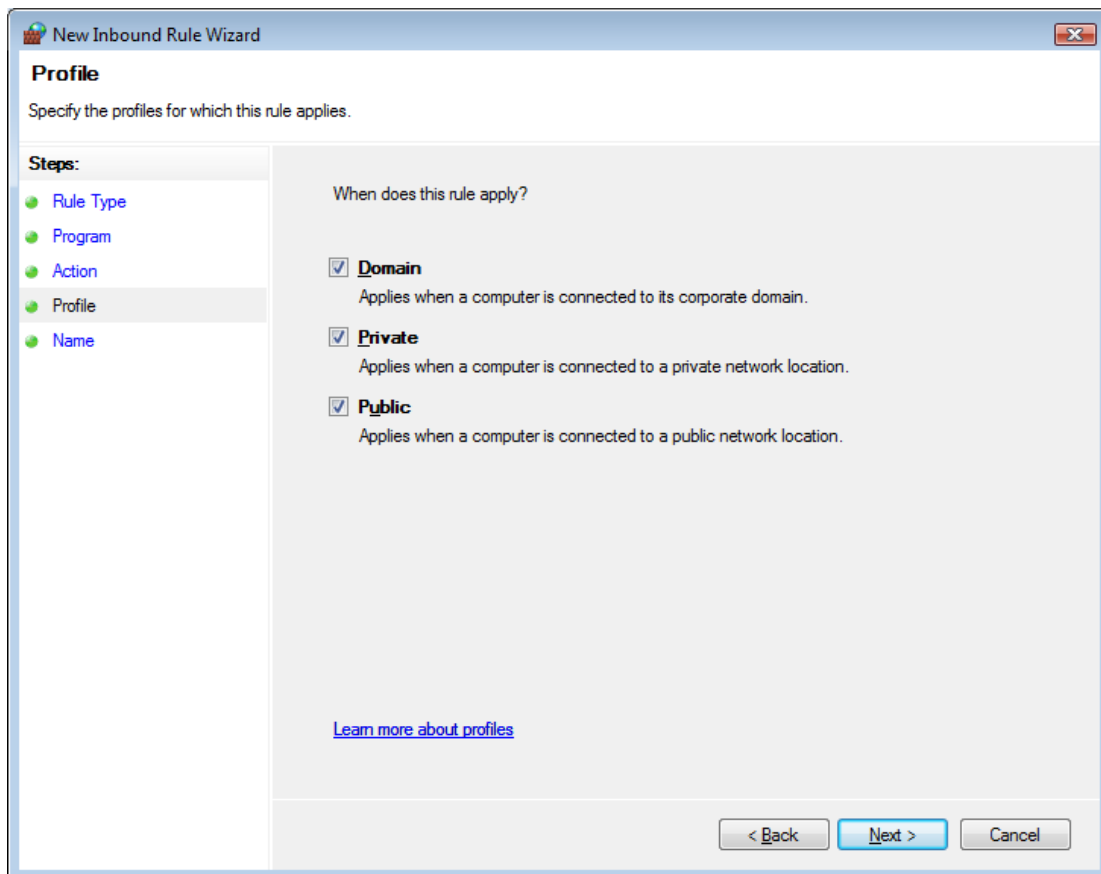 New Inbound Rule Wizard
Profile
Specify the profiles for which this rule applies.
Steps:
Rule Type
Program
Action
Profile
Name
When does this rule apply?
Domain
Applies when a computer is connected to its corporate domain.
Private
Applies when a computer is connected to a private network location.
Public
Applies when a computer is connected to a public network location.
Learn more about profiles
< Back
Next >
Cancel